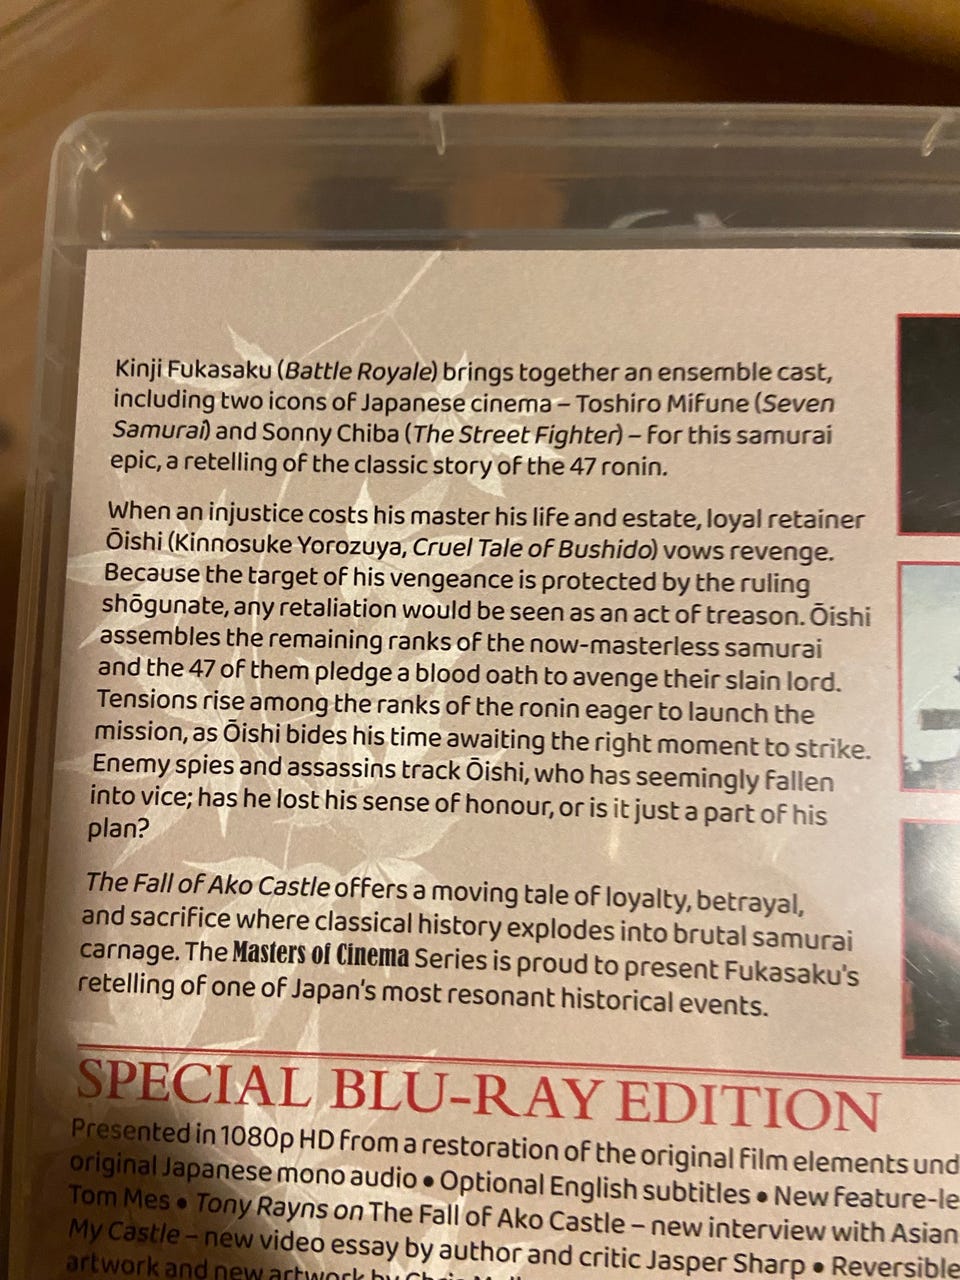 Kinji Fukasaku (Battle Royale) brings together an ensemble cast,
including two icons of Japanese cinema – Toshiro Mifune (Seven
Samurai) and Sonny Chiba (The Street Fighter) – for this samurai
epic, a retelling of the classic story of the 47 ronin.
When an injustice costs his master his life and estate, loyal retainer
Ōishi (Kinnosuke Yorozuya, Cruel Tale of Bushido) vows revenge.
Because the target of his vengeance is protected by the ruling
shōgunate, any retaliation would be seen as an act of treason. Ōishi
assembles the remaining ranks of the now-masterless samurai
and the 47 of them pledge a blood oath to avenge their slain lord.
Tensions rise among the ranks of the ronin eager to launch the
mission, as Ōishi bides his time awaiting the right moment to strike.
Enemy spies and assassins track Ōishi, who has seemingly fallen
into vice; has he lost his sense of honour, or is it just a part of his
plan?
The Fall of Ako Castle offers a moving tale of loyalty, betrayal,
and sacrifice where classical history explodes into brutal samurai
carnage. The Masters of Cinema Series is proud to present Fukasaku's
retelling of one of Japan's most resonant historical events.
SPECIAL BLU-RAY EDITION
Presented in 1080p HD from a restoration of the original film elements und
original Japanese mono audio • Optional English subtitles • New feature-le
Tom Mes • Tony Rayns on The Fall of Ako Castle – new interview with Asian
My Castle – new video essay by author and critic Jasper Sharp • Reversible
artwork and new artwork by Chris